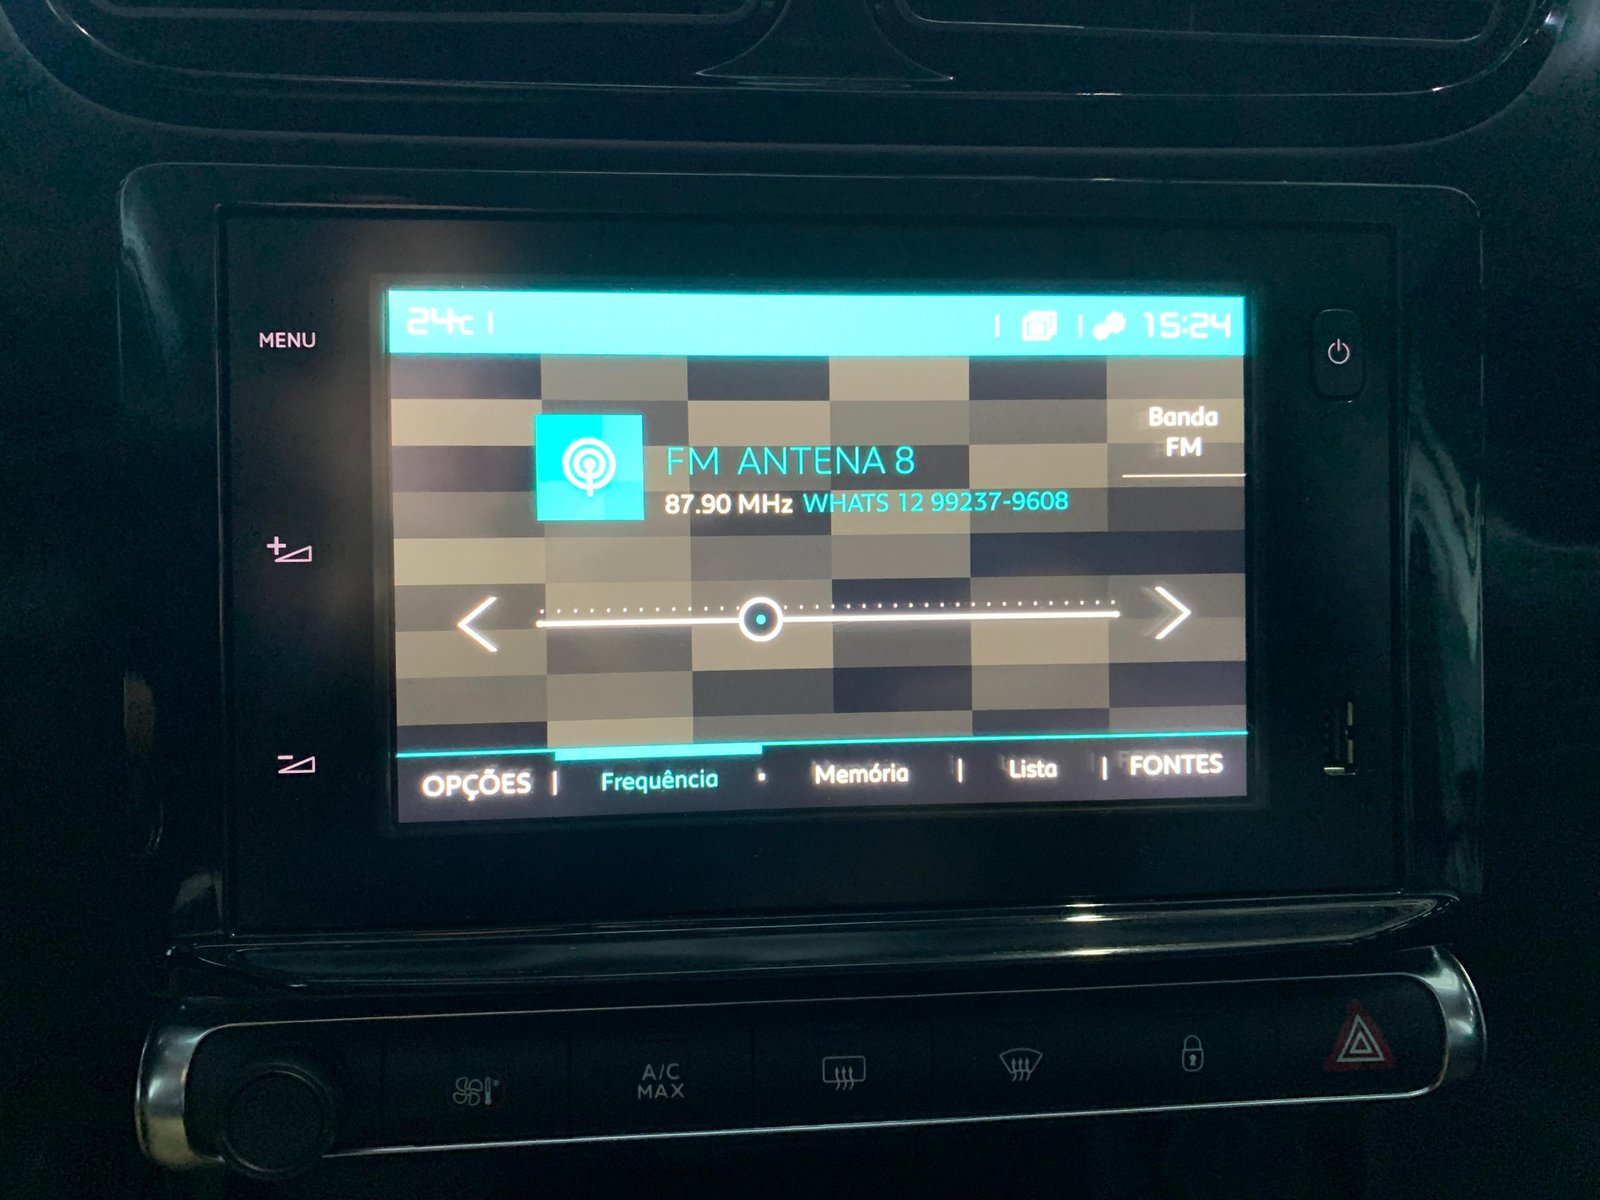 MENU
24°C
15:24
Banda
FM
FM ANTENA 8
87.90 MHz WHATS 12 99237-9608
OPÇÕES Frequência Memória Lista FONTES
A/C
MAX